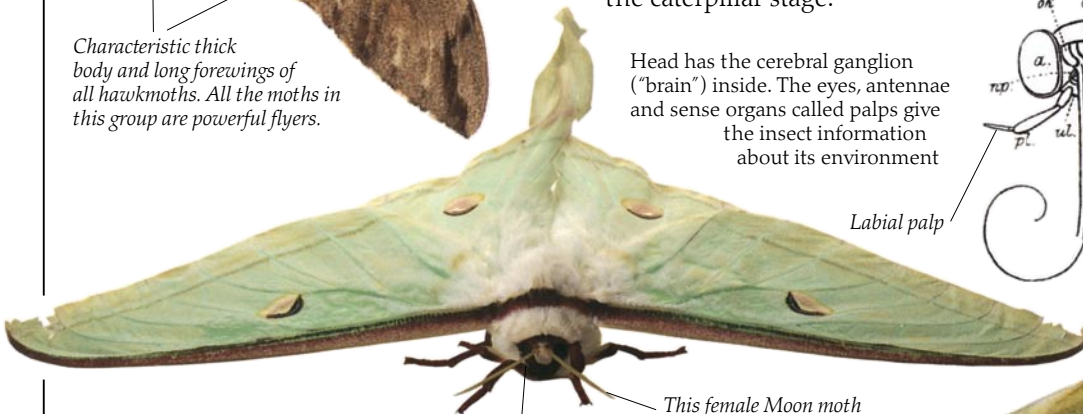 the caterpillar stage.
Characteristic thick
body and long forewings of
all hawkmoths. All the moths in
this group are powerful flyers.
Head has the cerebral ganglion
(“brain”) inside. The eyes, antennae
and sense organs called palps give
the insect information
about its environment
a.
np.
pl.
ul.
Labial palp
This female Moon moth